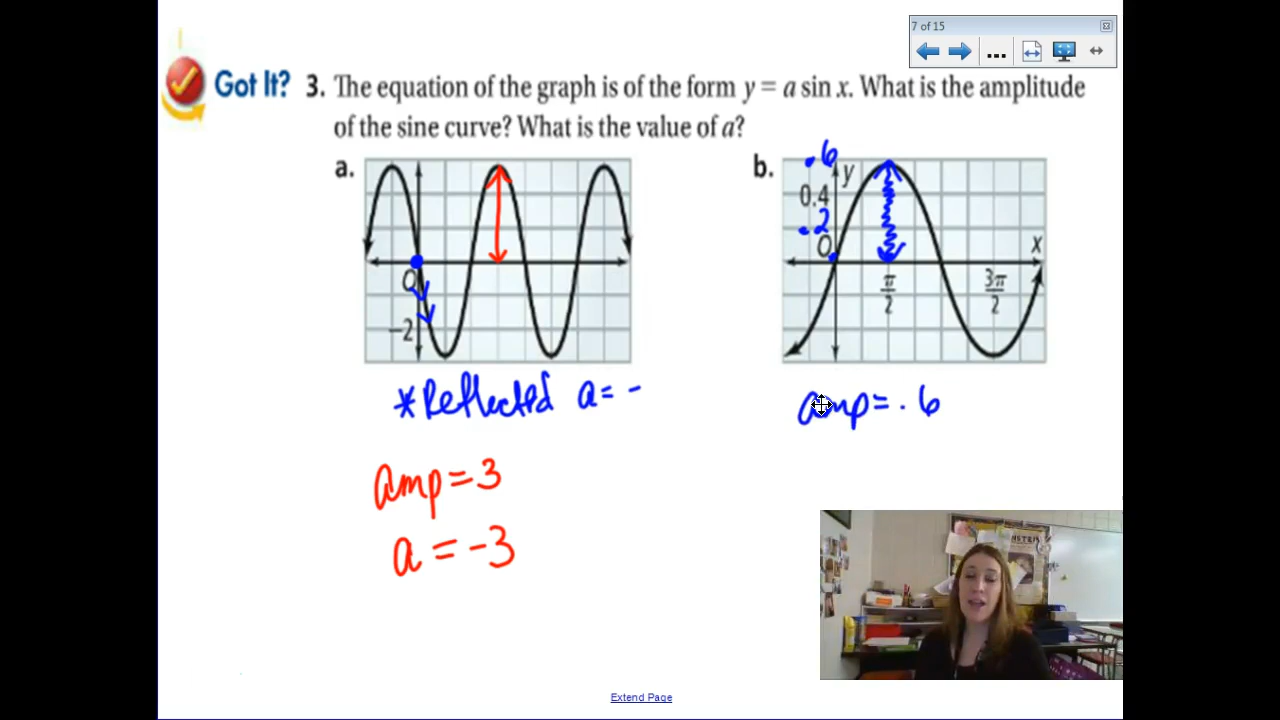 7 of 15
Got It? 3. The equation of the graph is of the form y = a sin x. What is the amplitude
of the sine curve? What is the value of a?
a.
O
-2
*Reflected a = -
amp = 3
a = -3
b.
.6
y
0.4
.2
O
x
π/2
3π/2
amp = .6
Extend Page